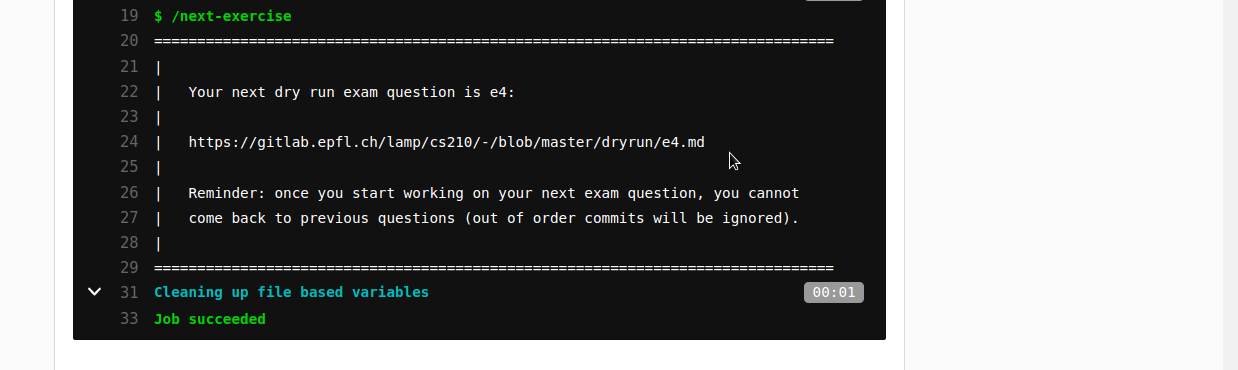 19 $ /next-exercise
20 ===============================================================================
21 |
22 | Your next dry run exam question is e4:
23 |
24 | https://gitlab.epfl.ch/lamp/cs210/-/blob/master/dryrun/e4.md
25 |
26 | Reminder: once you start working on your next exam question, you cannot
27 | come back to previous questions (out of order commits will be ignored).
28 |
29 ===============================================================================
31 Cleaning up file based variables 00:01
33 Job succeeded